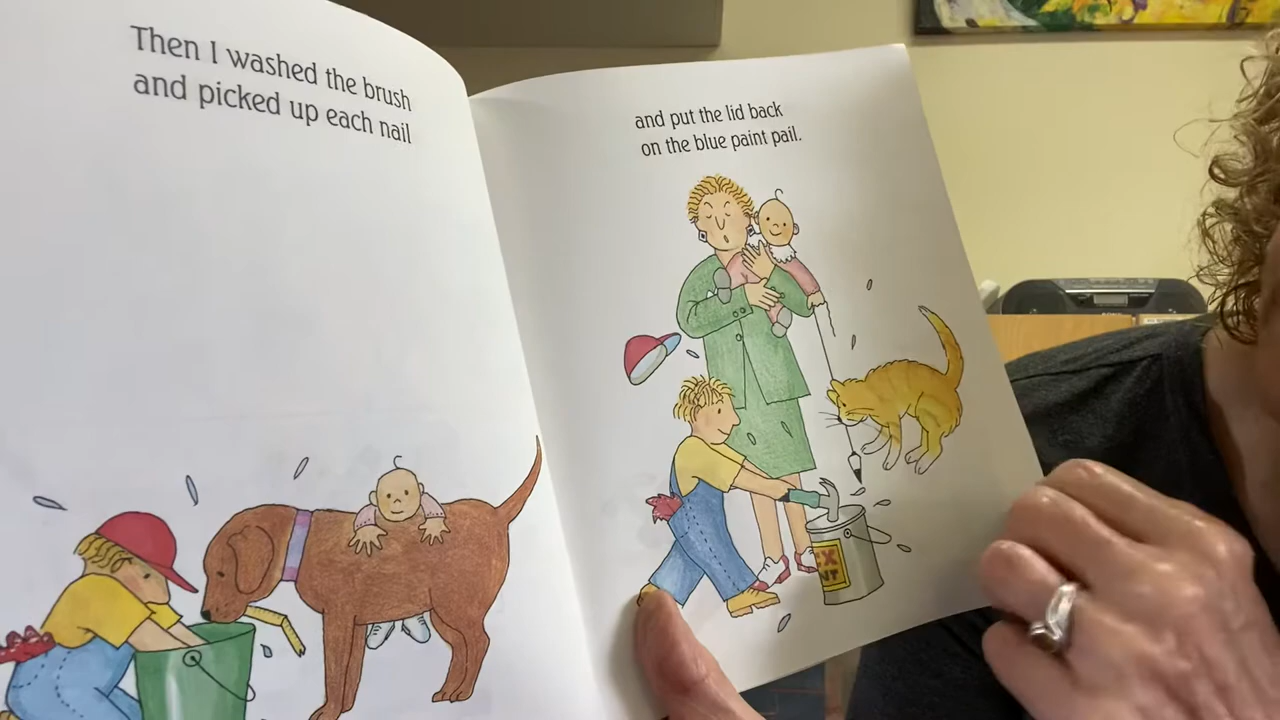 Then I washed the brush
and picked up each nail
and put the lid back
on the blue paint pail.